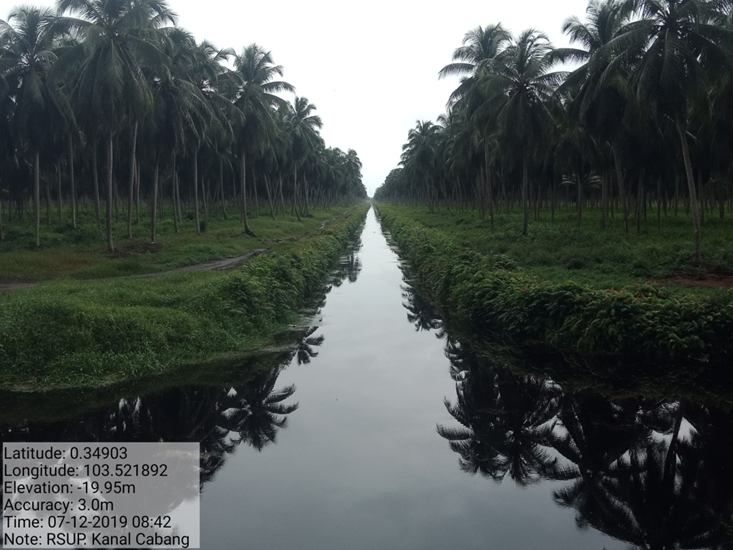 Latitude: 0.34903
Longitude: 103.521892
Elevation: -19.95m
Accuracy: 3.0m
Time: 07-12-2019 08:42
Note: RSUP. Kanal Cabang